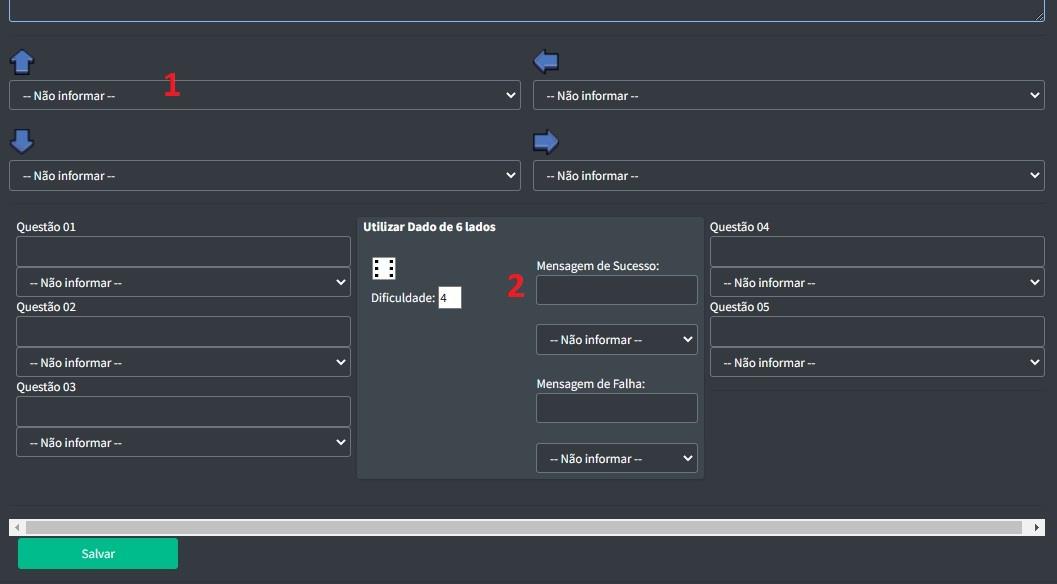 1
-- Não informar --
-- Não informar --
-- Não informar --
-- Não informar --
Questão 01
-- Não informar --
Questão 02
-- Não informar --
Questão 03
-- Não informar --
Utilizar Dado de 6 lados
Dificuldade: 4
2
Mensagem de Sucesso:
-- Não informar --
Mensagem de Falha:
-- Não informar --
Questão 04
-- Não informar --
Questão 05
-- Não informar --
Salvar